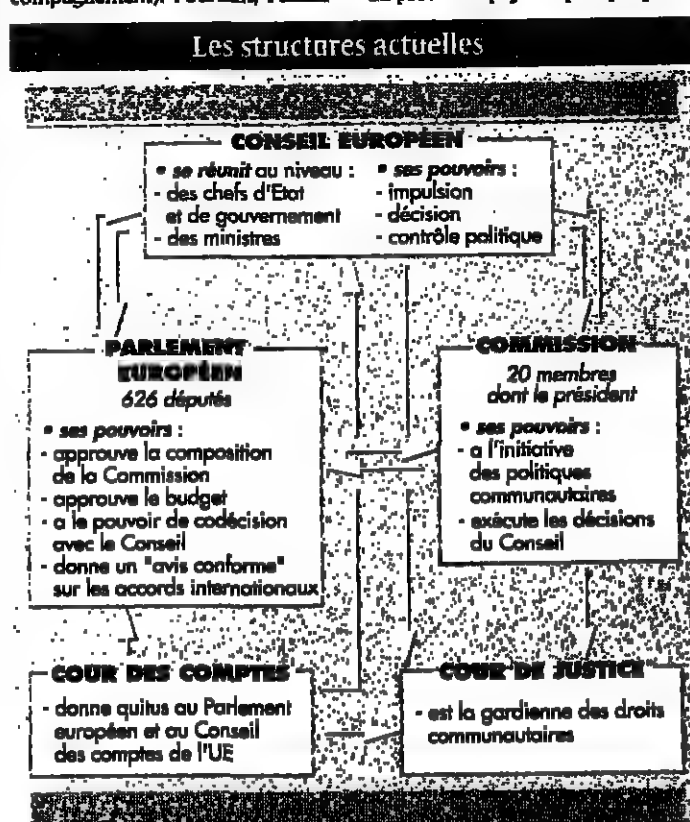 Les structures actuelles
CONSEIL EUROPÉEN
• se réunit au niveau :
- des chefs d'Etat
et de gouvernement
- des ministres
• ses pouvoirs :
- impulsion
- décision
- contrôle politique
PARLEMENT
EUROPÉEN
626 députés
• ses pouvoirs :
- approuve la composition
de la Commission
- approuve le budget
- a le pouvoir de codécision
avec le Conseil
- donne un "avis conforme"
sur les accords internationaux
COMMISSION
20 membres
dont le président
• ses pouvoirs :
- a l'initiative
des politiques
communautaires
- exécute les décisions
du Conseil
COUR DES COMPTES
- donne quitus au Parlement
européen et au Conseil
des comptes de l'UE
COUR DE JUSTICE
- est la gardienne des droits
communautaires